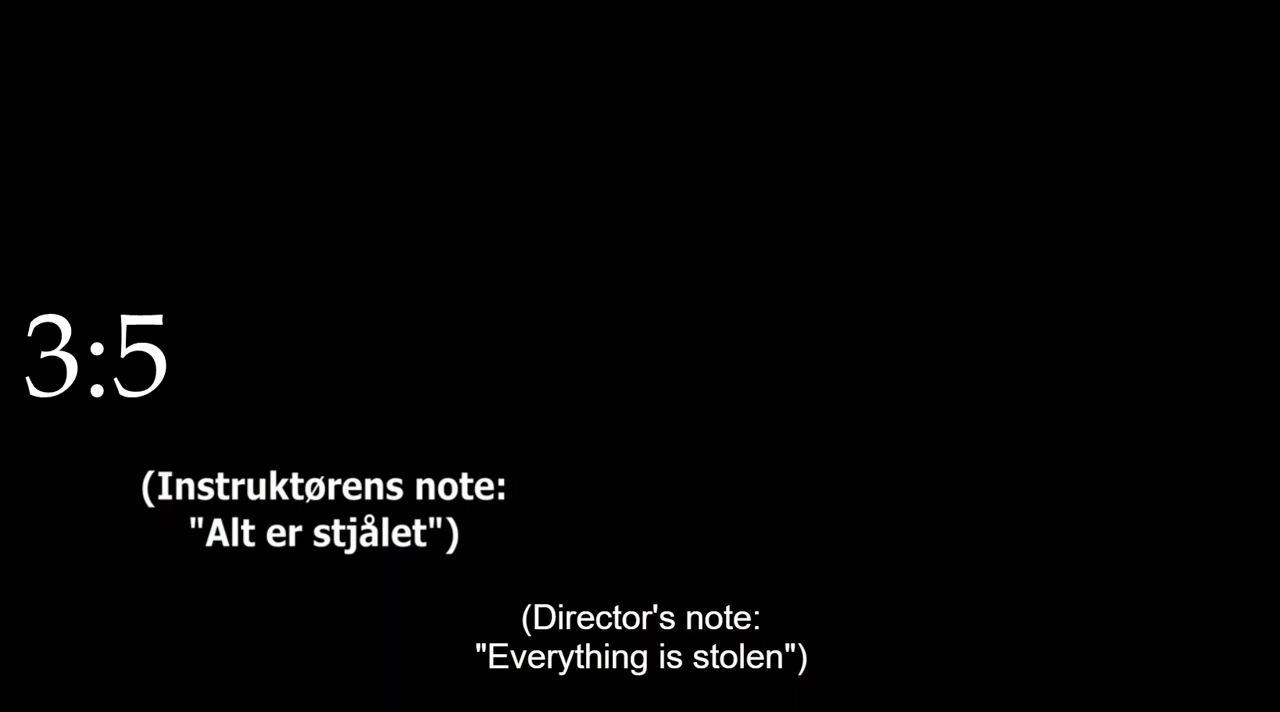 3:5
(Instruktørens note:
"Alt er stjålet")
(Director's note:
"Everything is stolen")